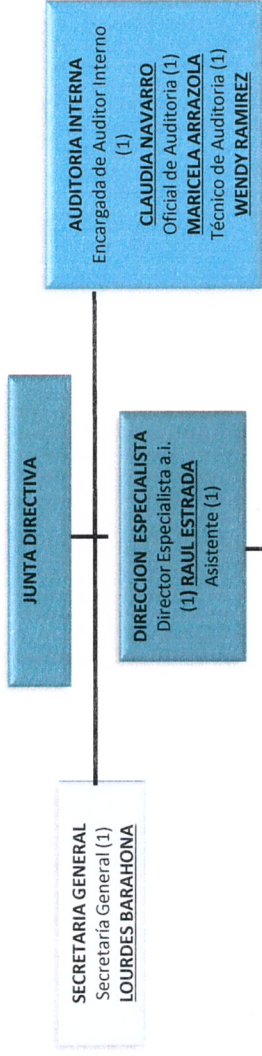 JUNTA DIRECTIVA
SECRETARIA GENERAL
Secretaría General (1)
LOURDES BARAHONA
DIRECCION ESPECIALISTA
Director Especialista a.i.
(1) RAUL ESTRADA
Asistente (1)
AUDITORIA INTERNA
Encargada de Auditor Interno
(1)
CLAUDIA NAVARRO
Oficial de Auditoria (1)
MARICELA ARRAZOLA
Técnico de Auditoria (1)
WENDY RAMIREZ